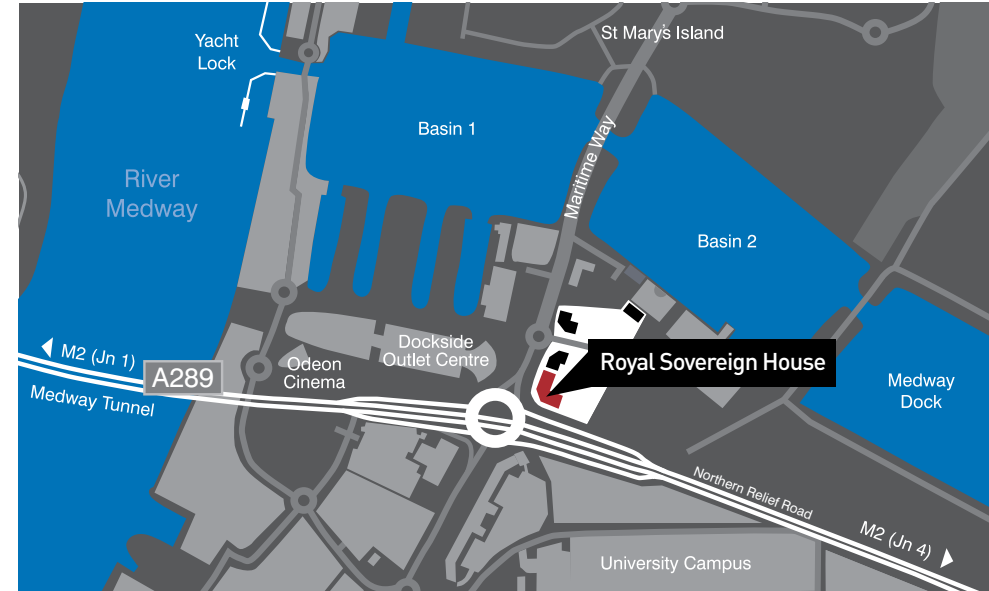 St Mary's Island
Yacht
Lock
Basin 1
Maritime Way
River
Medway
Basin 2
Dockside
Outlet Centre
M2 (Jn 1)
A289
Odeon
Cinema
Royal Sovereign House
Medway Tunnel
Medway
Dock
Northern Relief Road
M2 (Jn 4)
University Campus